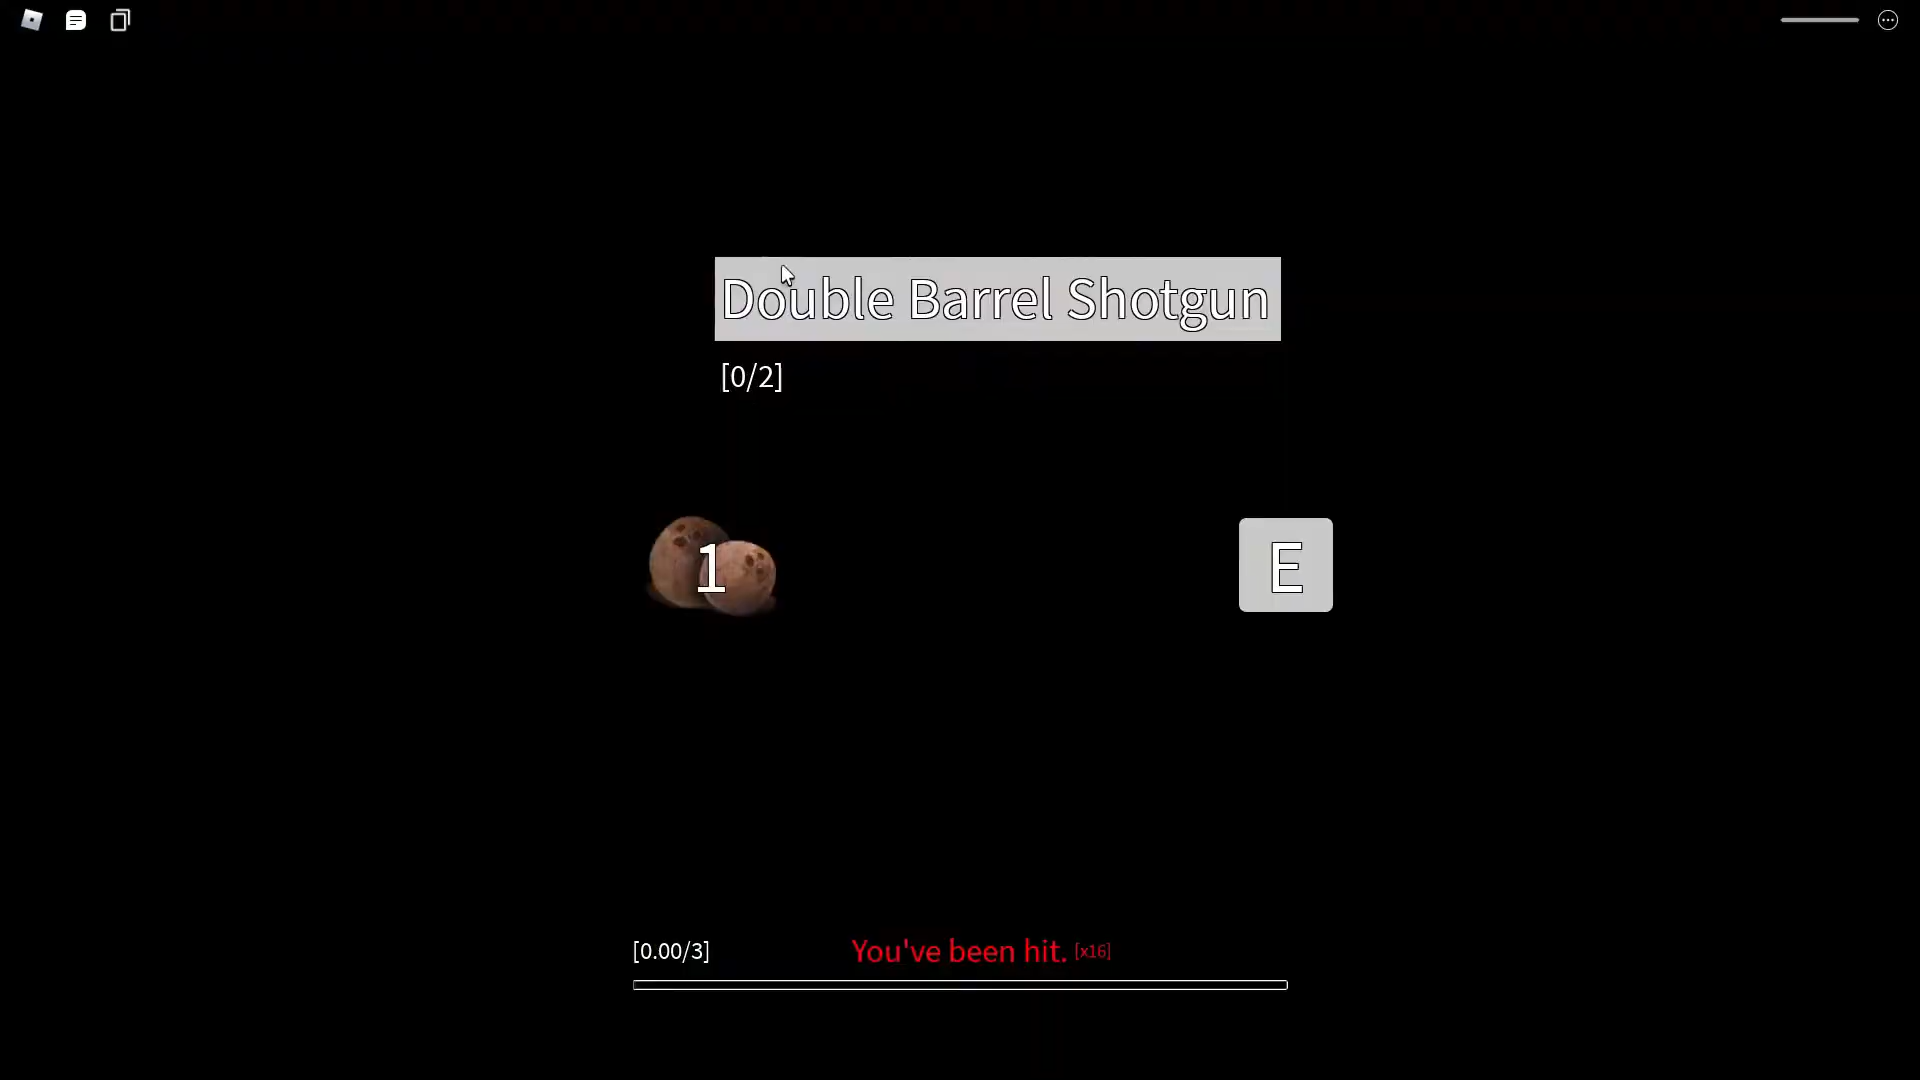 Double Barrel Shotgun
[0/2]
1
E
[0.00/3]
You've been hit. [x16]